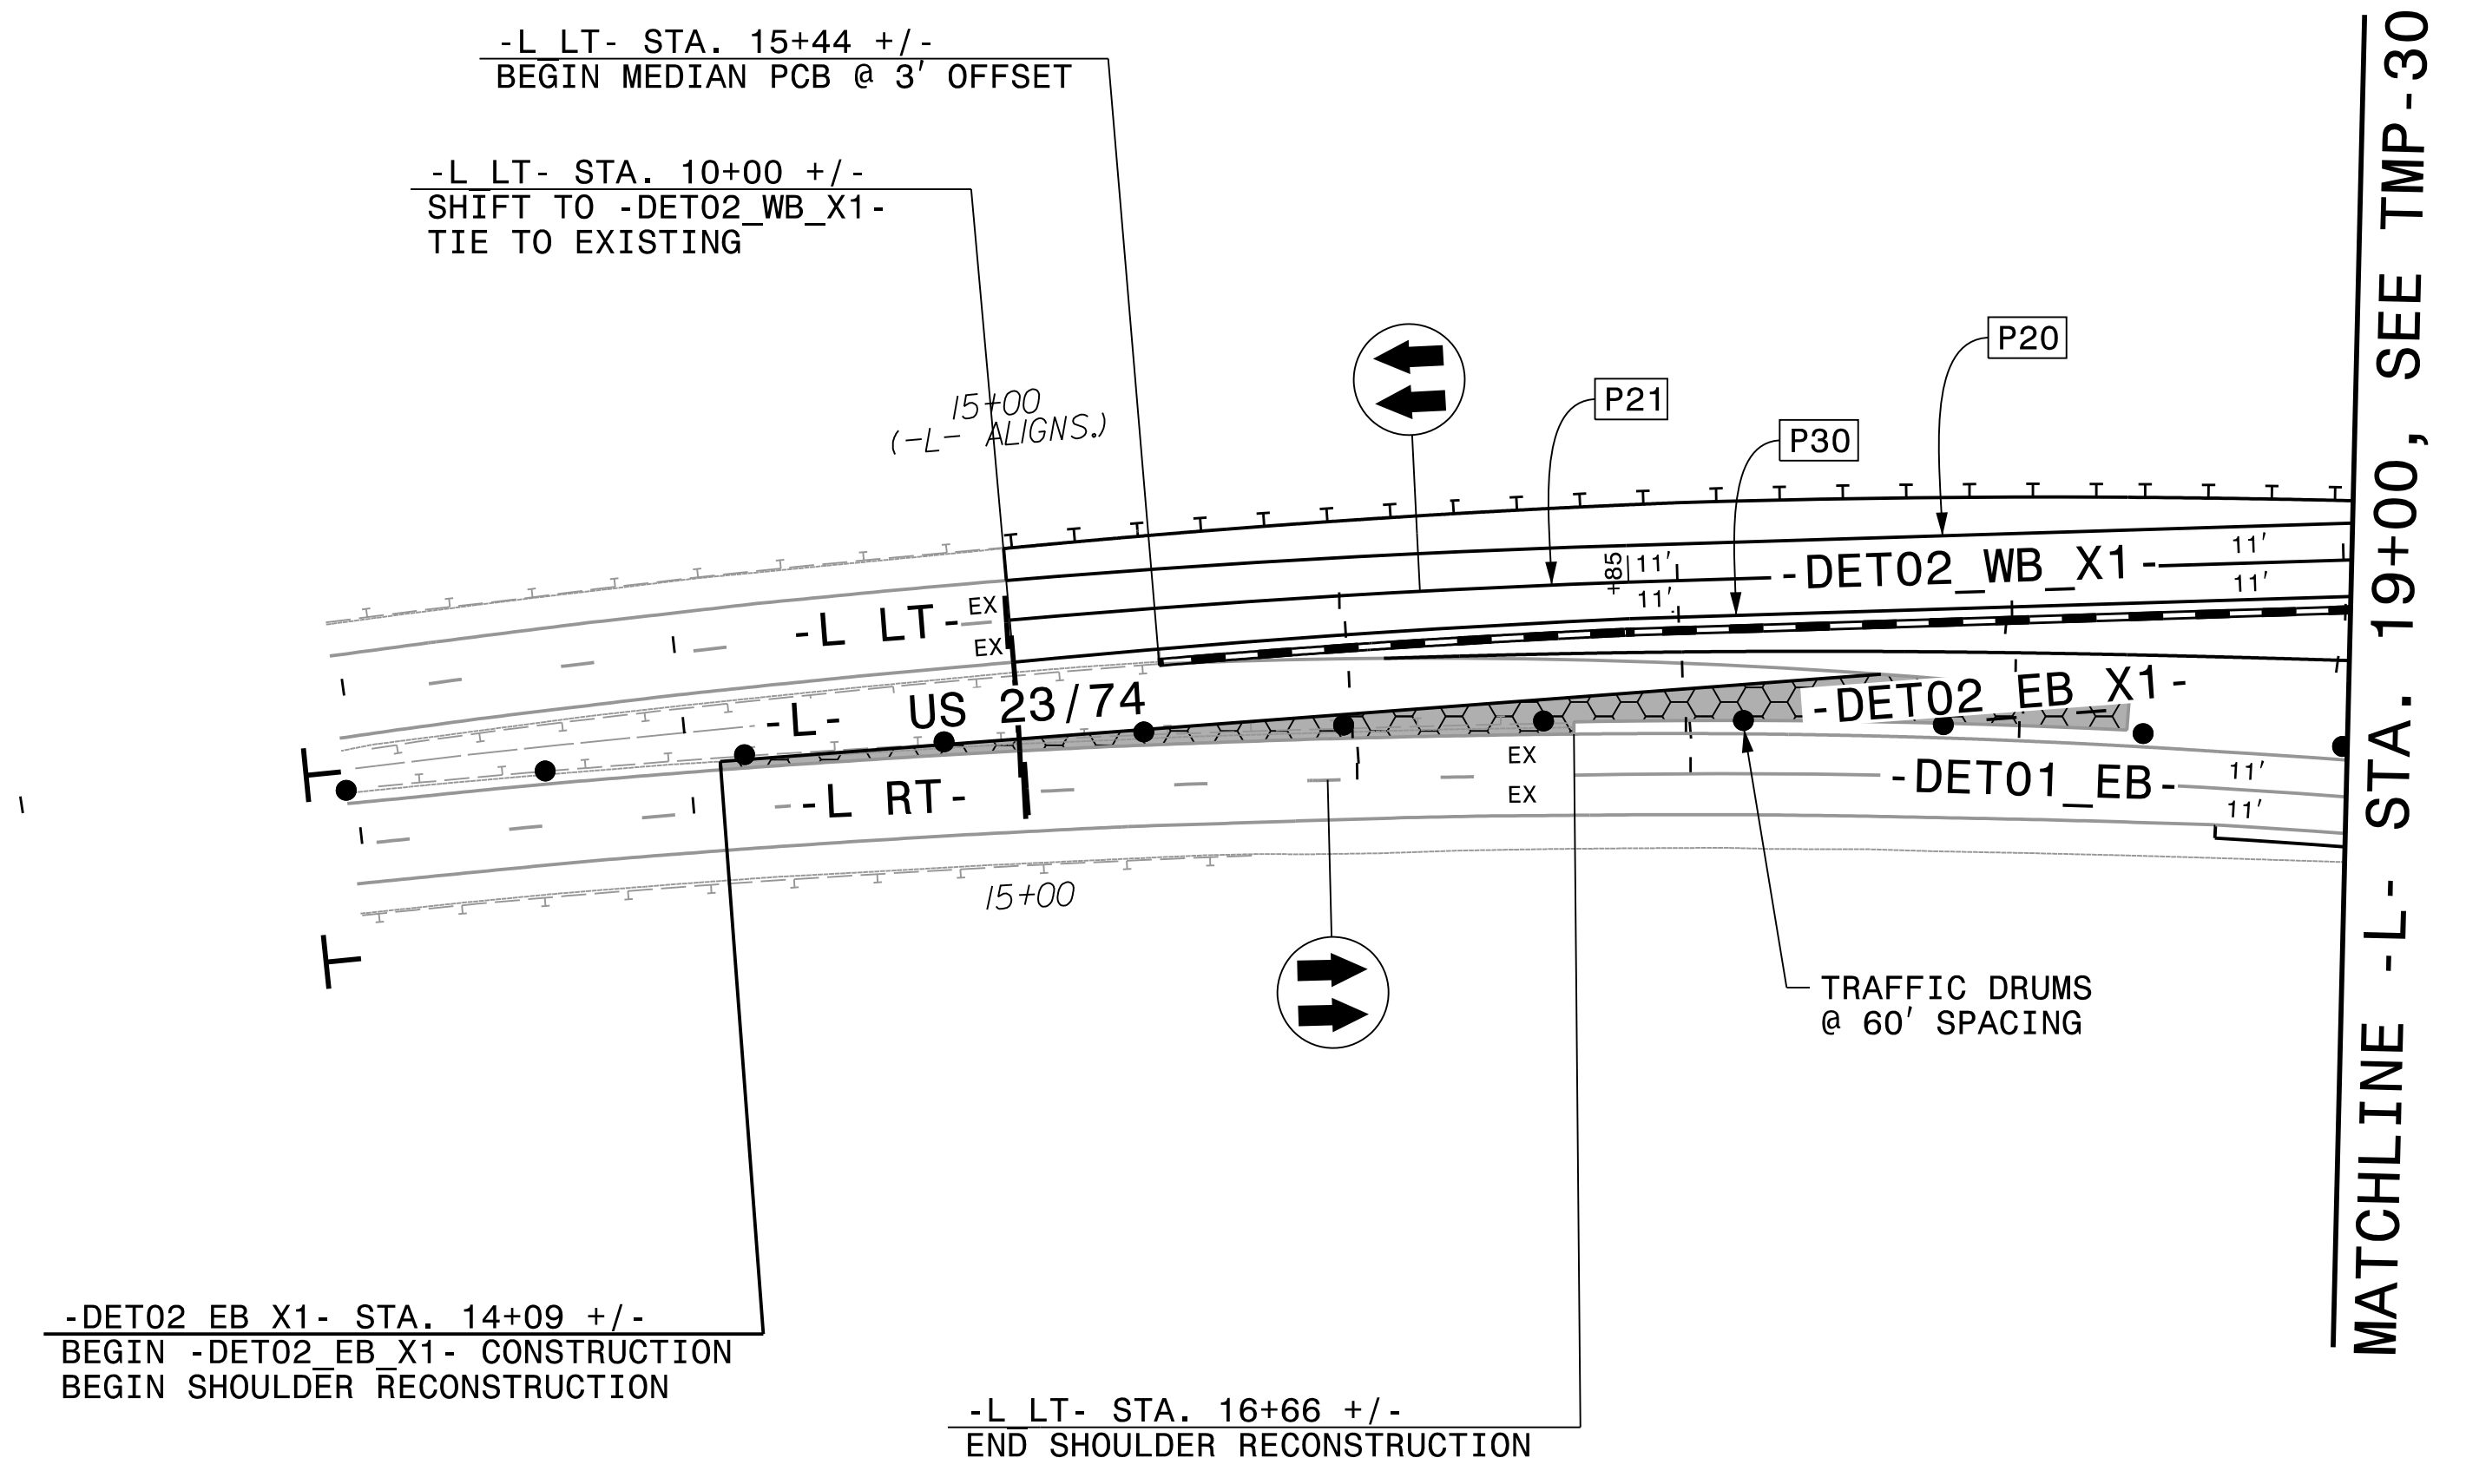 -L_LT- STA. 15+44 +/-
BEGIN MEDIAN PCB @ 3' OFFSET
-L_LT- STA. 10+00 +/-
SHIFT TO -DET02_WB_X1-
TIE TO EXISTING
15+00
(-L- ALIGNS.)
P20
P21
P30
+85
11'
11'
-DET02_WB_X1-
11'
11'
-L LT-
EX
EX
-L-
US 23/74
-DET02_EB_X1-
EX
EX
-L RT-
-DET01_EB-
11'
11'
15+00
TRAFFIC DRUMS
@ 60' SPACING
-DET02 EB X1- STA. 14+09 +/-
BEGIN -DET02_EB_X1- CONSTRUCTION
BEGIN SHOULDER RECONSTRUCTION
-L_LT- STA. 16+66 +/-
END SHOULDER RECONSTRUCTION
MATCHLINE -L- STA. 19+00, SEE TMP-30